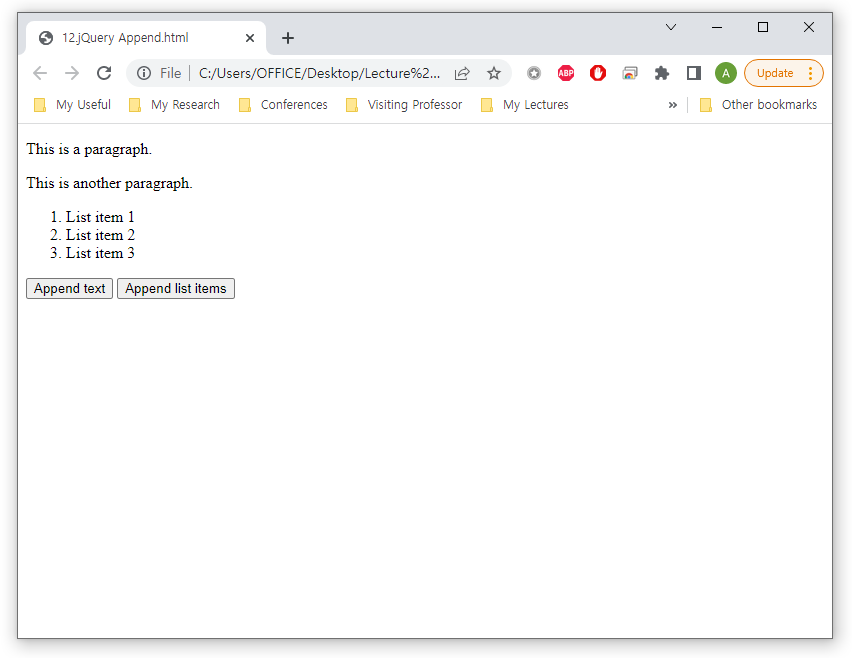 12.jQuery Append.html
File C:/Users/OFFICE/Desktop/Lecture%2...
ABP
A
Update
My Useful My Research Conferences Visiting Professor My Lectures » Other bookmarks
This is a paragraph.
This is another paragraph.
1. List item 1
2. List item 2
3. List item 3
Append text Append list items